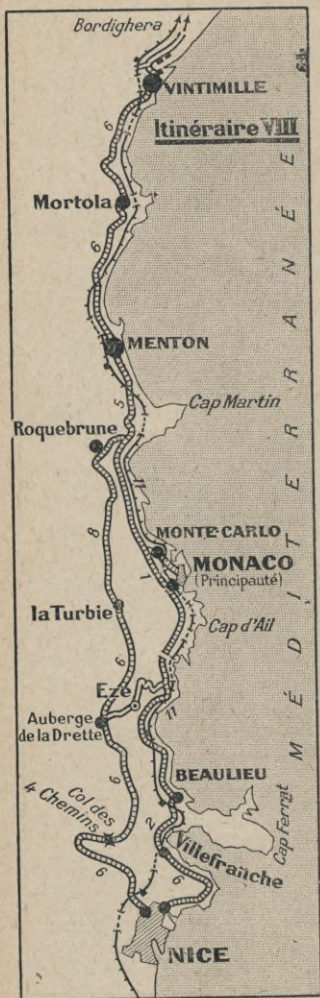 Bordighera
VINTIMILLE
Itinéraire VIII
6
Mortola
6
MENTON
5
Cap Martin
Roquebrune
11
8
MONTE-CARLO
MONACO
(Principauté)
1
la Turbie
Cap d'Ail
6
Eze
11
Auberge
de la Drette
6
BEAULIEU
Col des
4 Chemins
2
Cap Ferrat
Villefranche
6
6
NICE
MÉDITERRANÉE